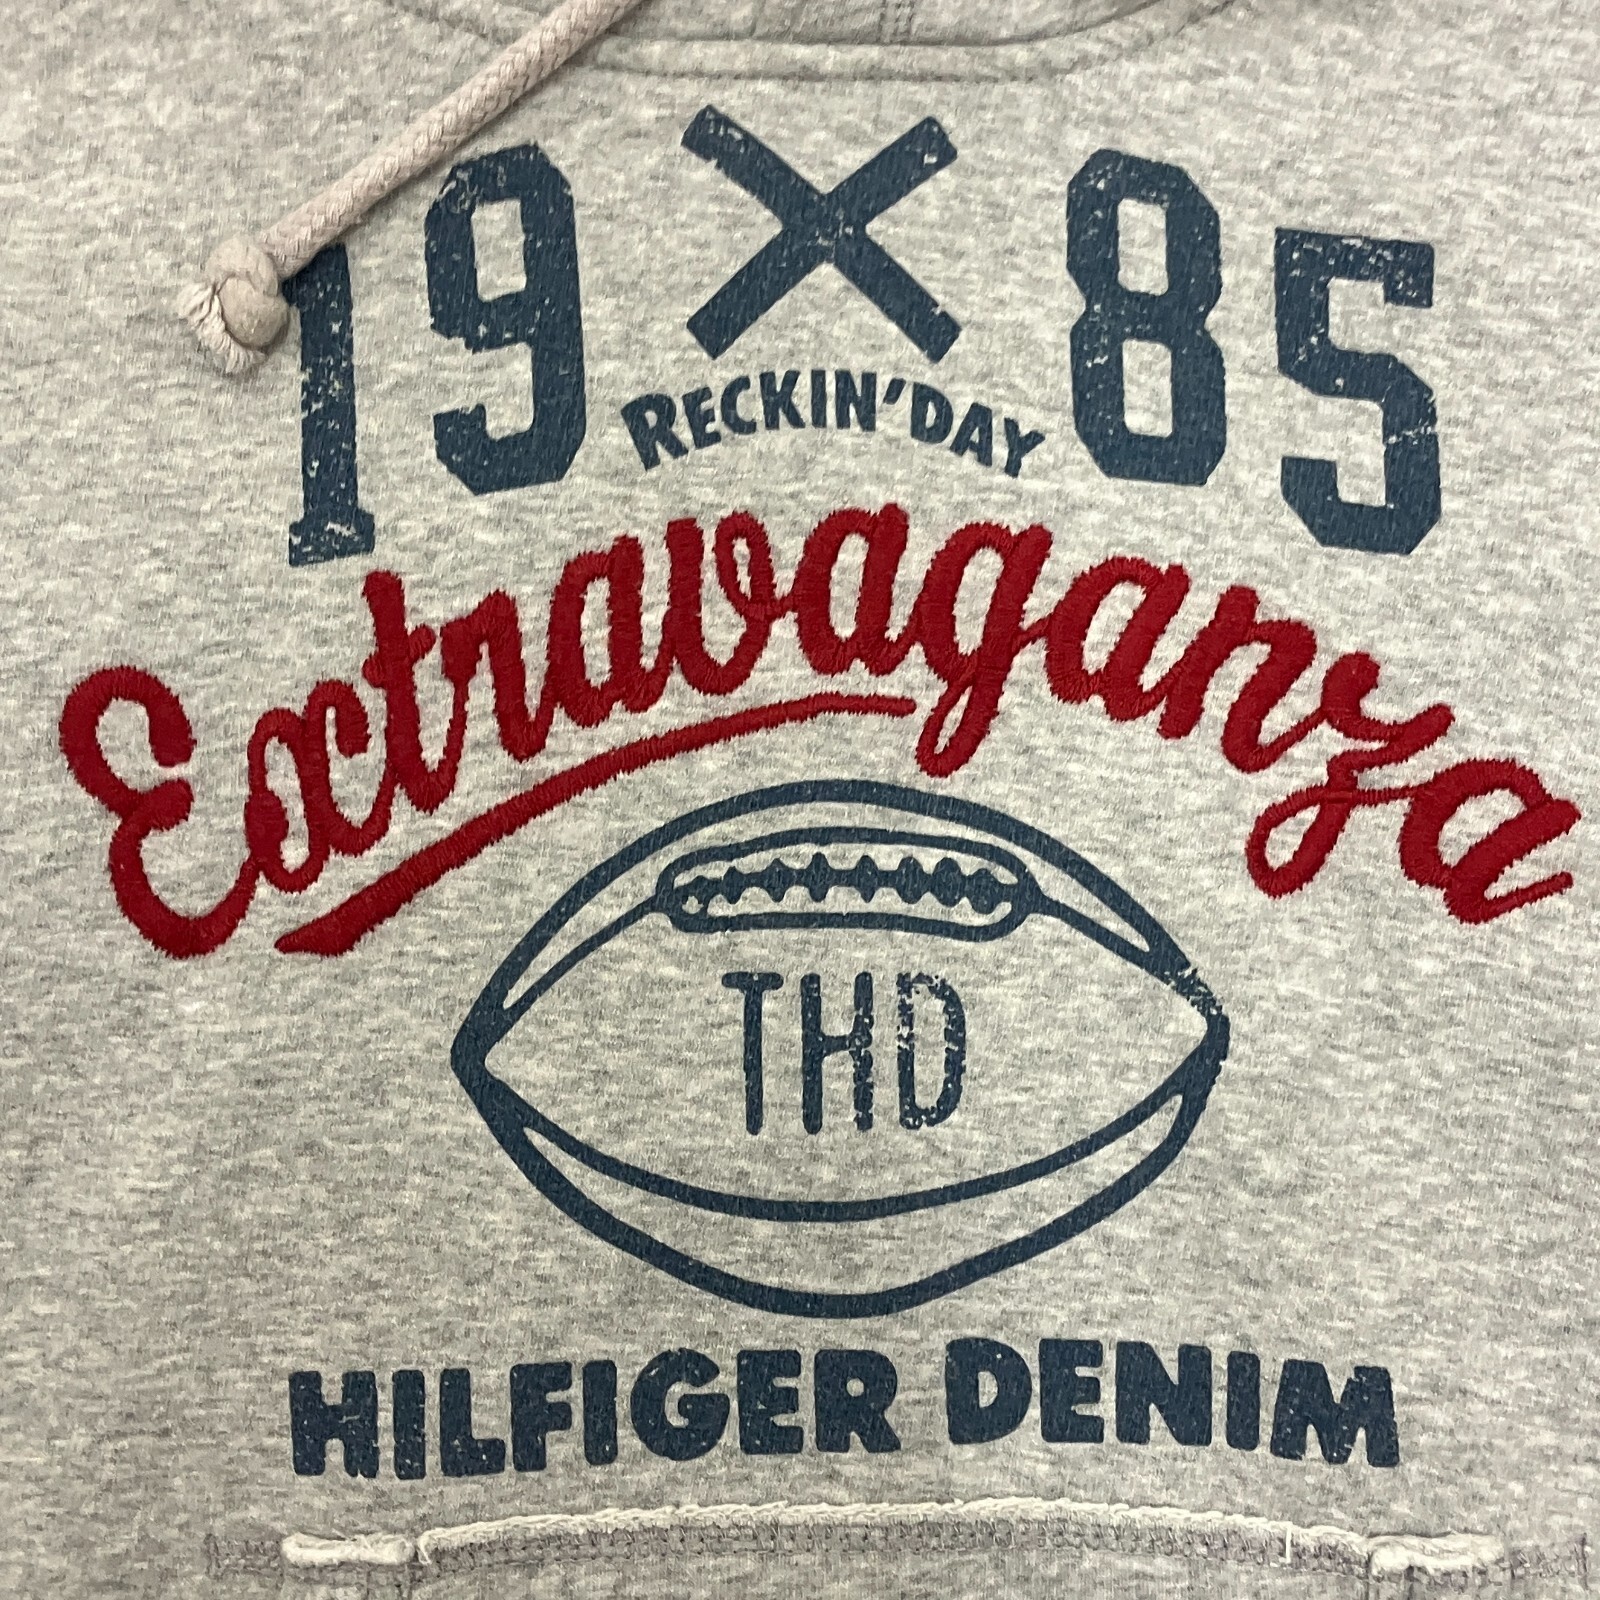 19 X 85
RECKIN' DAY
Extravaganza
THD
HILFIGER DENIM